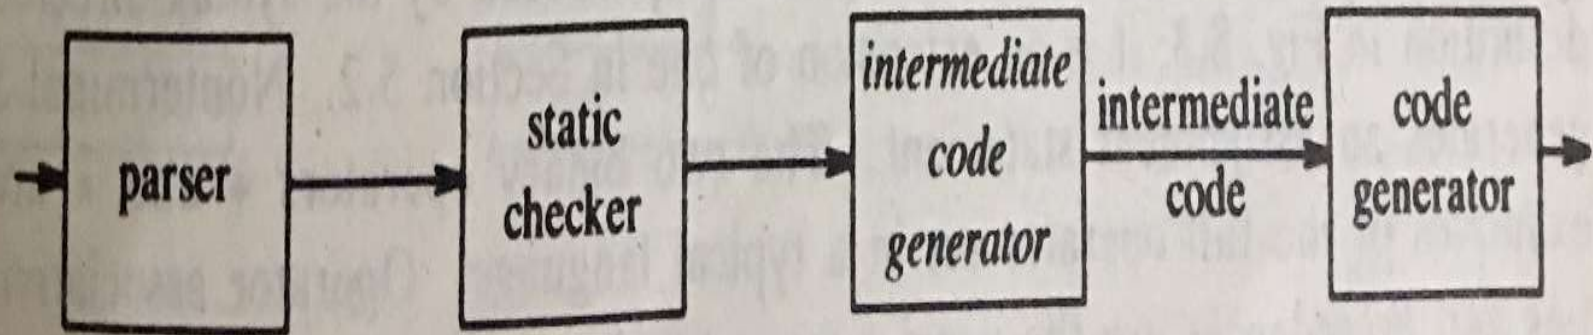 parser
static
checker
intermediate
code
generator
intermediate
code
code
generator